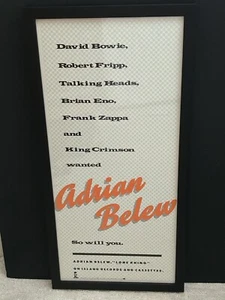 David Bowie,
Robert Fripp,
Talking Heads,
Brian Eno,
Frank Zappa
and
King Crimson
wanted
Adrian
Belew
So will you.
ADRIAN BELEW. "LONE RHINO"
ON ISLAND RECORDS AND CASSETTES.